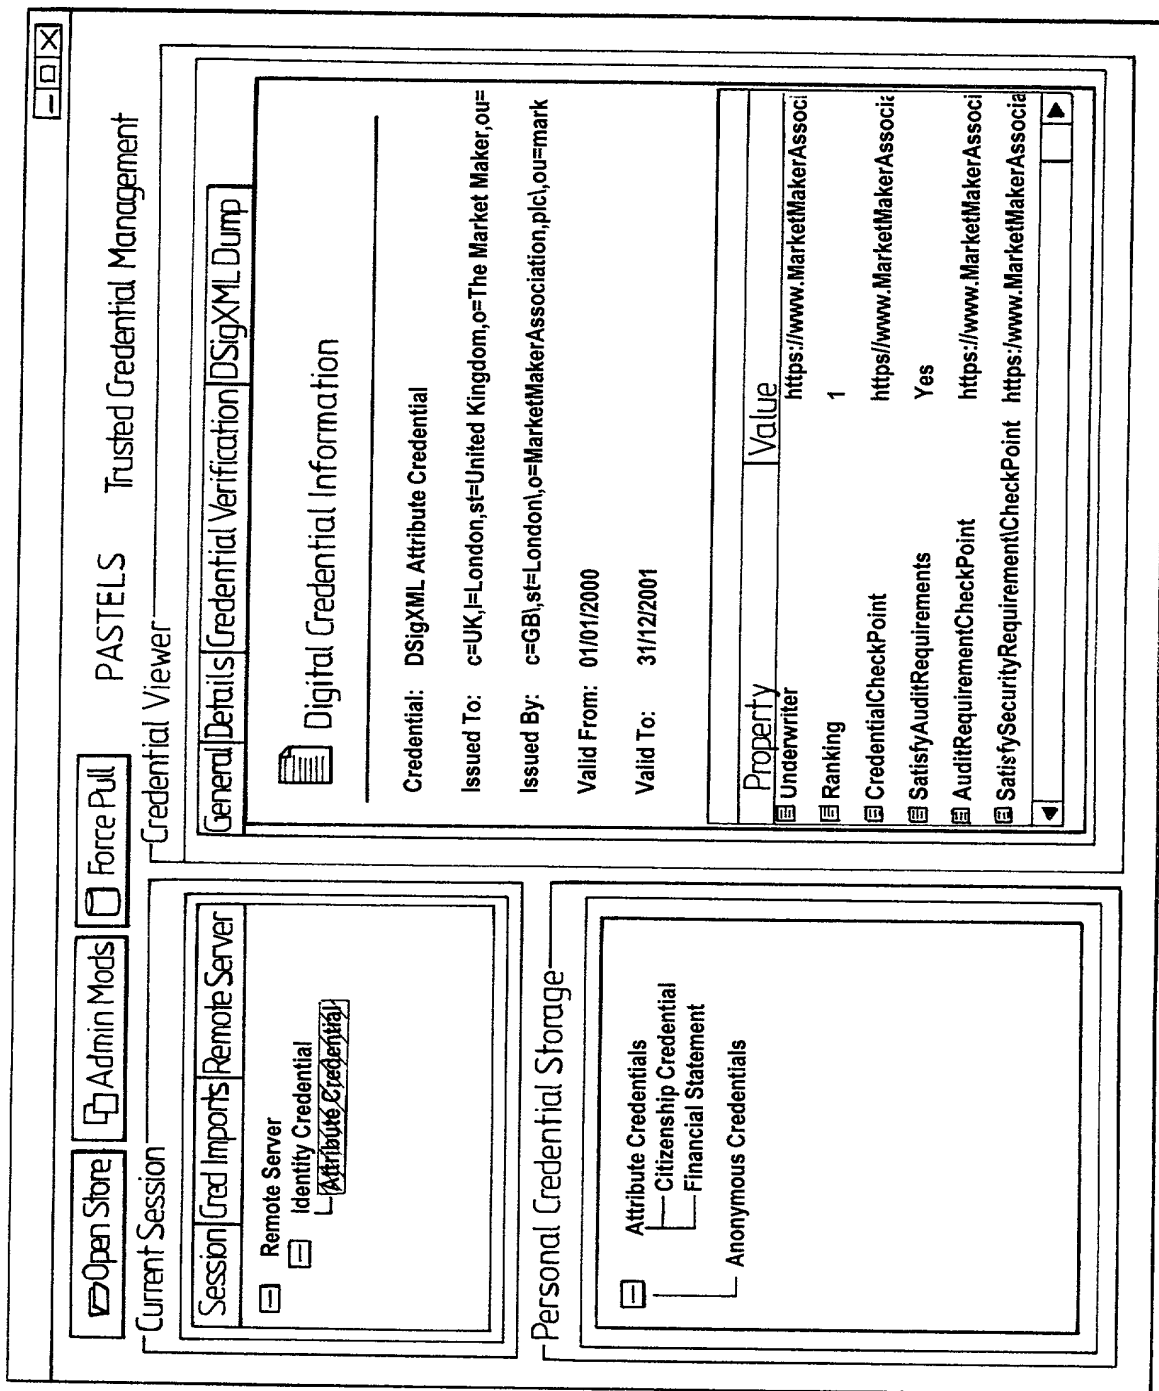 Open Store Admin Mods Force Pull PASTELS Trusted Credential Management
Current Session
Session Cred Imports Remote Server
Remote Server
Identity Credential
Attribute Credential
Personal Credential Storage
Attribute Credentials
Citizenship Credential
Financial Statement
Anonymous Credentials
Credential Viewer
General Details Credential Verification DSigXML Dump
Digital Credential Information
Credential: DSigXML Attribute Credential
Issued To: c=UK,l=London,st=United Kingdom,o=The Market Maker,ou=
Issued By: c=GB\,st=London\,o=MarketMakerAssociation,plc\,ou=mark
Valid From: 01/01/2000
Valid To: 31/12/2001
Property Value
Underwriter https://www.MarketMakerAssoci
Ranking 1
CredentialCheckPoint https//www.MarketMakerAssocia
SatisfyAuditRequirements Yes
AuditRequirementCheckPoint https://www.MarketMakerAssoci
SatisfySecurityRequirement\CheckPoint https:/www.MarketMakerAssocia